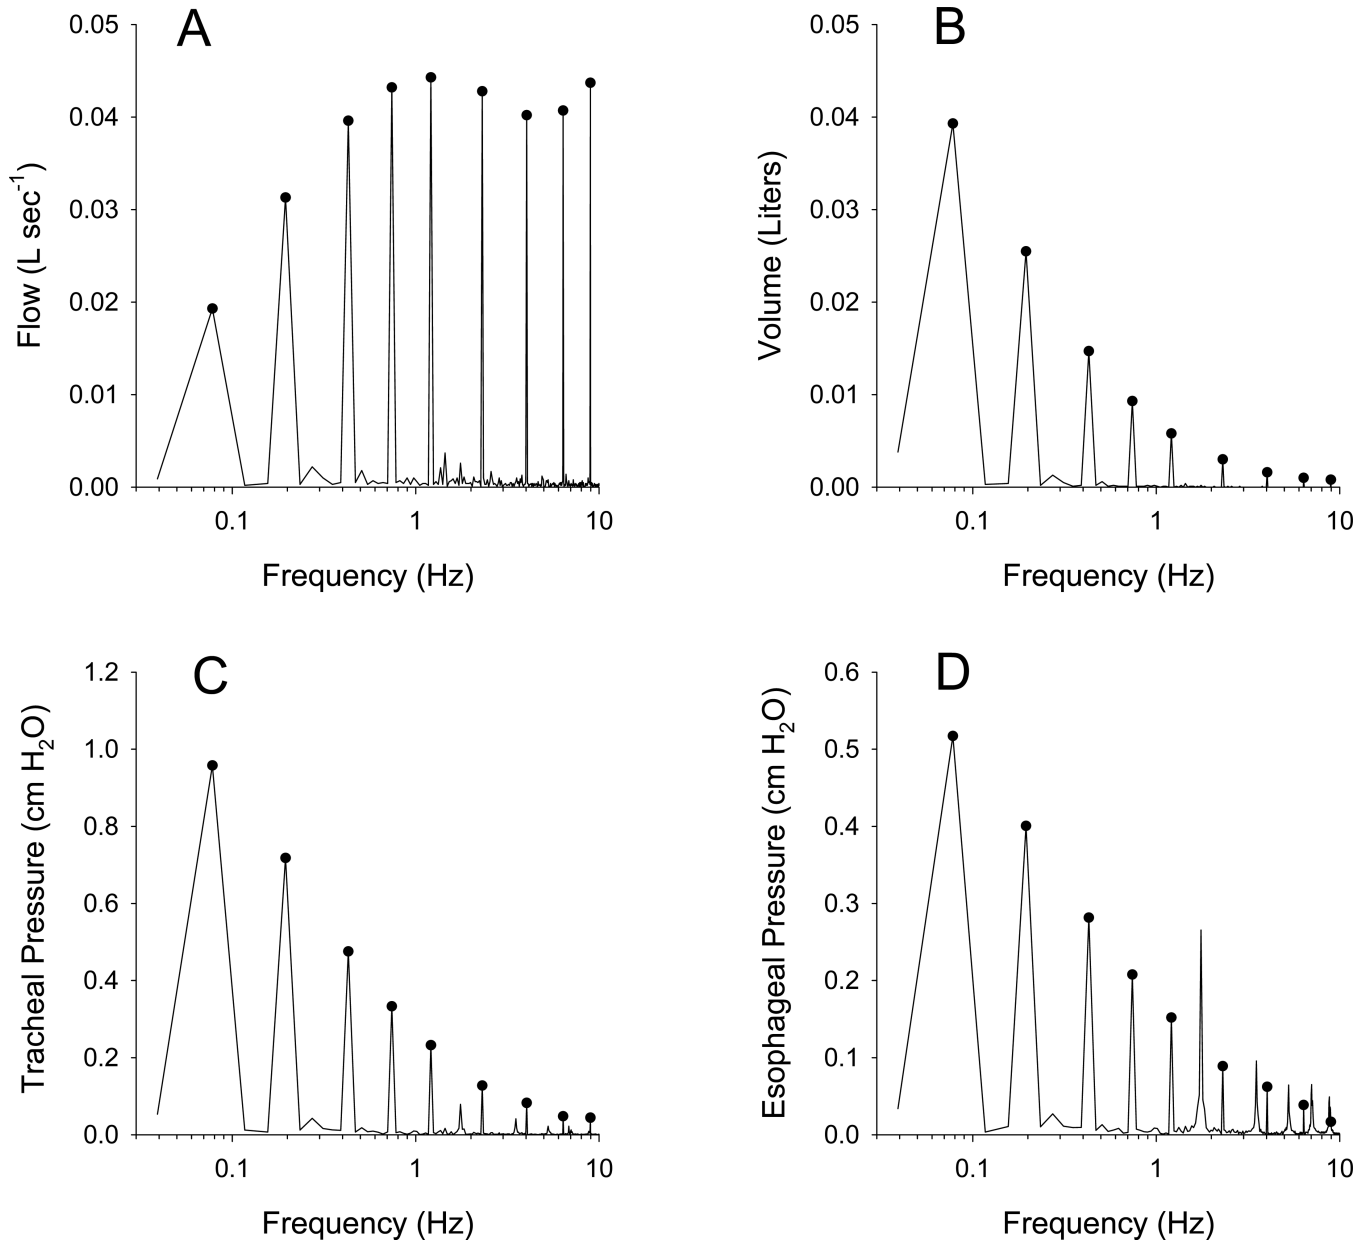 A
0.05
0.04
0.03
0.02
0.01
0.00
Flow (L sec⁻¹)
0.1 1 10
Frequency (Hz)
B
0.05
0.04
0.03
0.02
0.01
0.00
Volume (Liters)
0.1 1 10
Frequency (Hz)
C
1.2
1.0
0.8
0.6
0.4
0.2
0.0
Tracheal Pressure (cm H₂O)
0.1 1 10
Frequency (Hz)
D
0.6
0.5
0.4
0.3
0.2
0.1
0.0
Esophageal Pressure (cm H₂O)
0.1 1 10
Frequency (Hz)